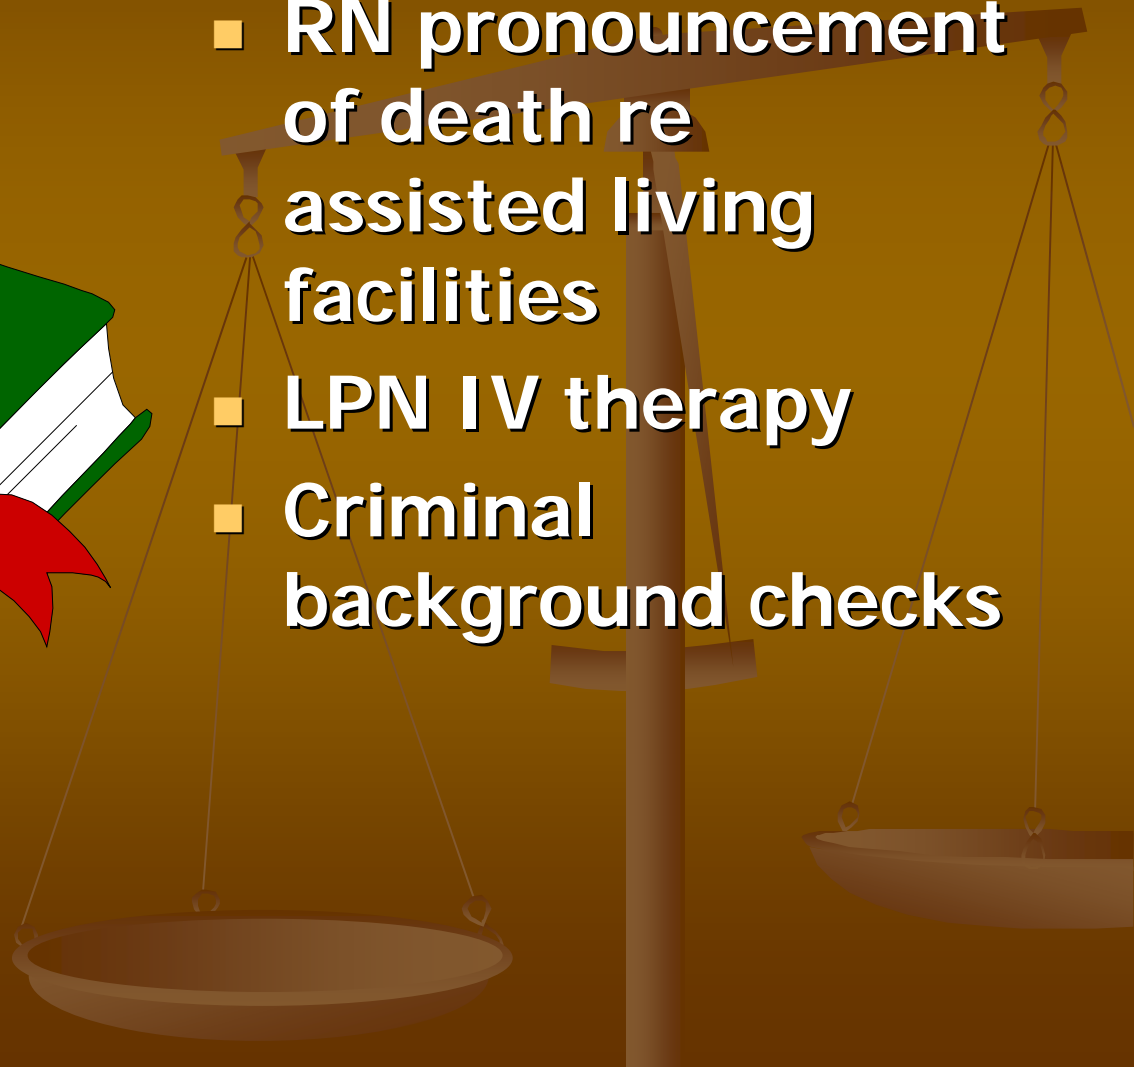 RN pronouncement
of death re
assisted living
facilities
LPN IV therapy
Criminal
background checks